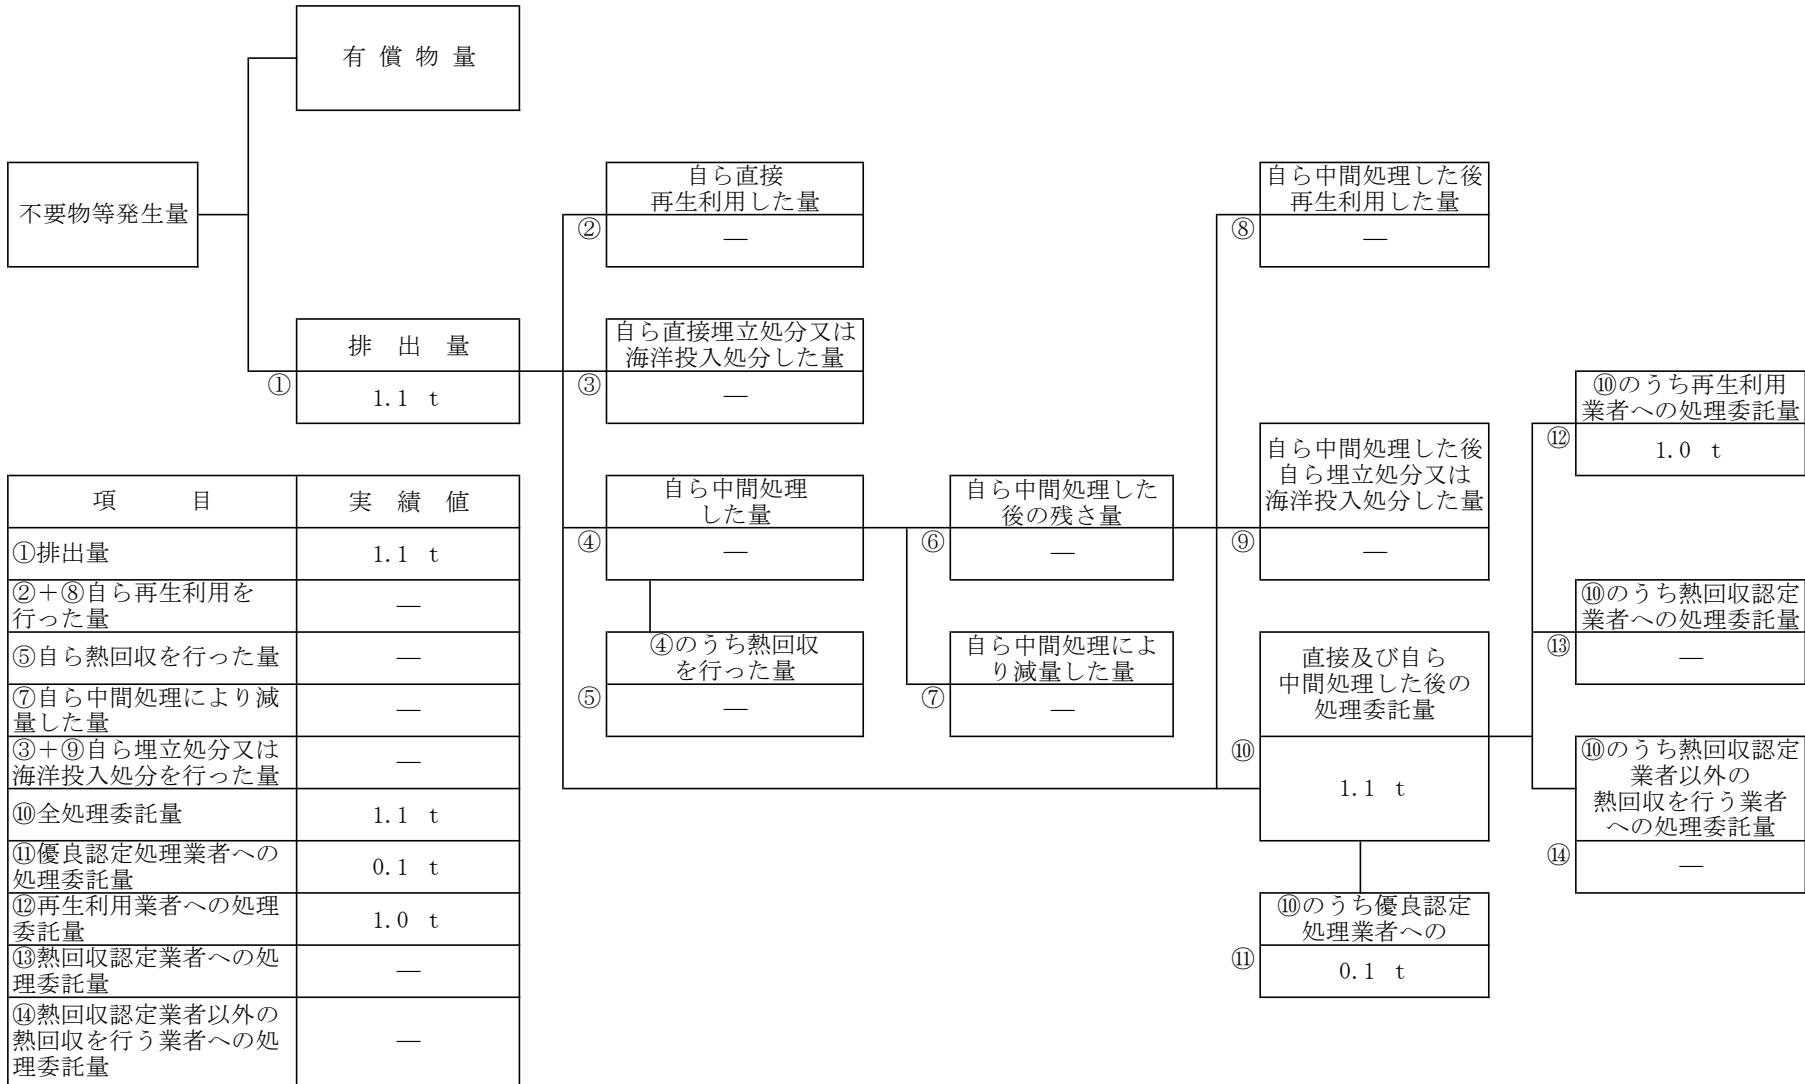 有 償 物 量
不要物等発生量
排 出 量
①
1.1 t
自ら直接
再生利用した量
②
―
自ら直接埋立処分又は
海洋投入処分した量
③
―
自ら中間処理
した量
④
―
④のうち熱回収
を行った量
⑤
―
自ら中間処理した
後の残さ量
⑥
―
自ら中間処理によ
り減量した量
⑦
―
自ら中間処理した後
再生利用した量
⑧
―
自ら中間処理した後
自ら埋立処分又は
海洋投入処分した量
⑨
―
直接及び自ら
中間処理した後の
処理委託量
⑩
1.1 t
⑩のうち優良認定
処理業者への
⑪
0.1 t
⑩のうち再生利用
業者への処理委託量
⑫
1.0 t
⑩のうち熱回収認定
業者への処理委託量
⑬
―
⑩のうち熱回収認定
業者以外の
熱回収を行う業者
への処理委託量
⑭
―
項 目 実 績 値
①排出量 1.1 t
②＋⑧自ら再生利用を
行った量 ―
⑤自ら熱回収を行った量 ―
⑦自ら中間処理により減
量した量 ―
③＋⑨自ら埋立処分又は
海洋投入処分を行った量 ―
⑩全処理委託量 1.1 t
⑪優良認定処理業者への
処理委託量 0.1 t
⑫再生利用業者への処理
委託量 1.0 t
⑬熱回収認定業者への処
理委託量 ―
⑭熱回収認定業者以外の
熱回収を行う業者への処
理委託量 ―